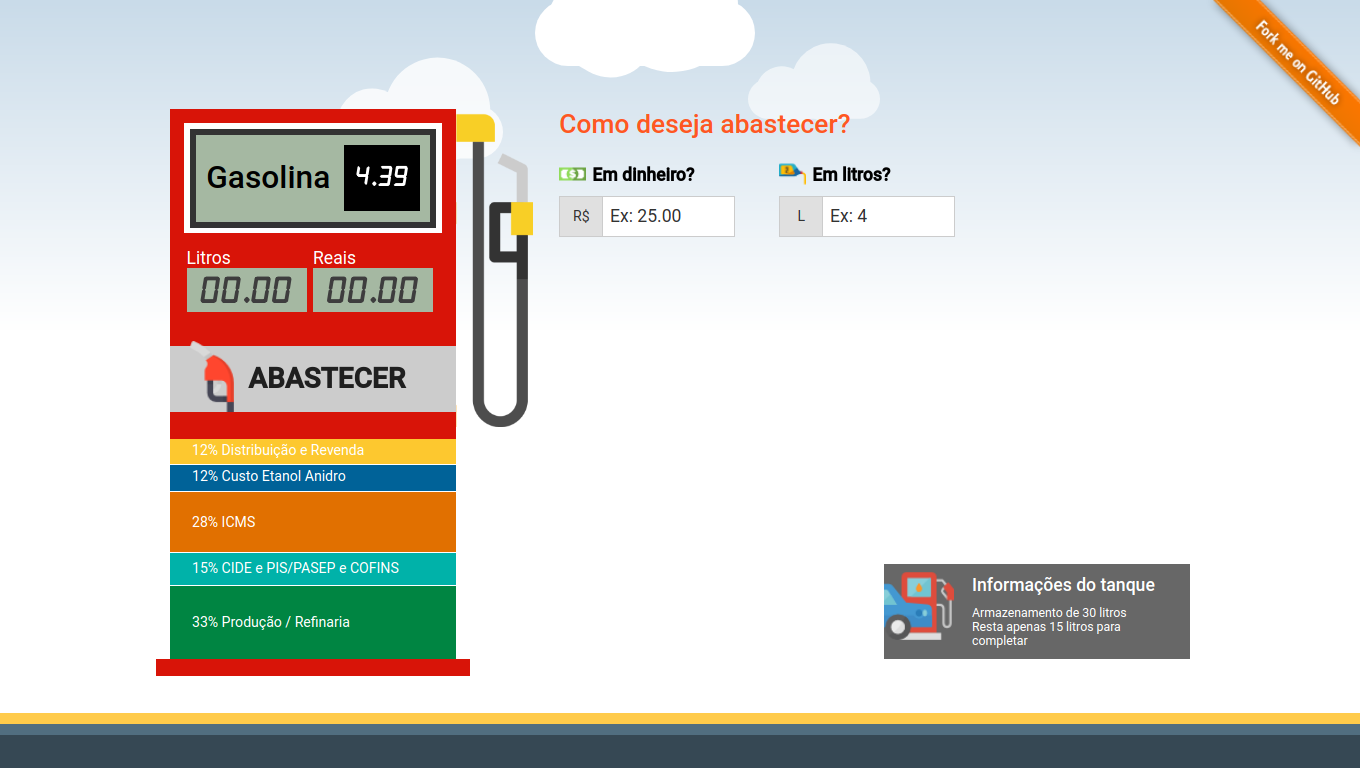 Fork me on GitHub
Gasolina
4.39
Litros
Reais
00.00
00.00
ABASTECER
12% Distribuição e Revenda
12% Custo Etanol Anidro
28% ICMS
15% CIDE e PIS/PASEP e COFINS
33% Produção / Refinaria
Como deseja abastecer?
Em dinheiro?
R$ Ex: 25.00
Em litros?
L Ex: 4
Informações do tanque
Armazenamento de 30 litros
Resta apenas 15 litros para
completar